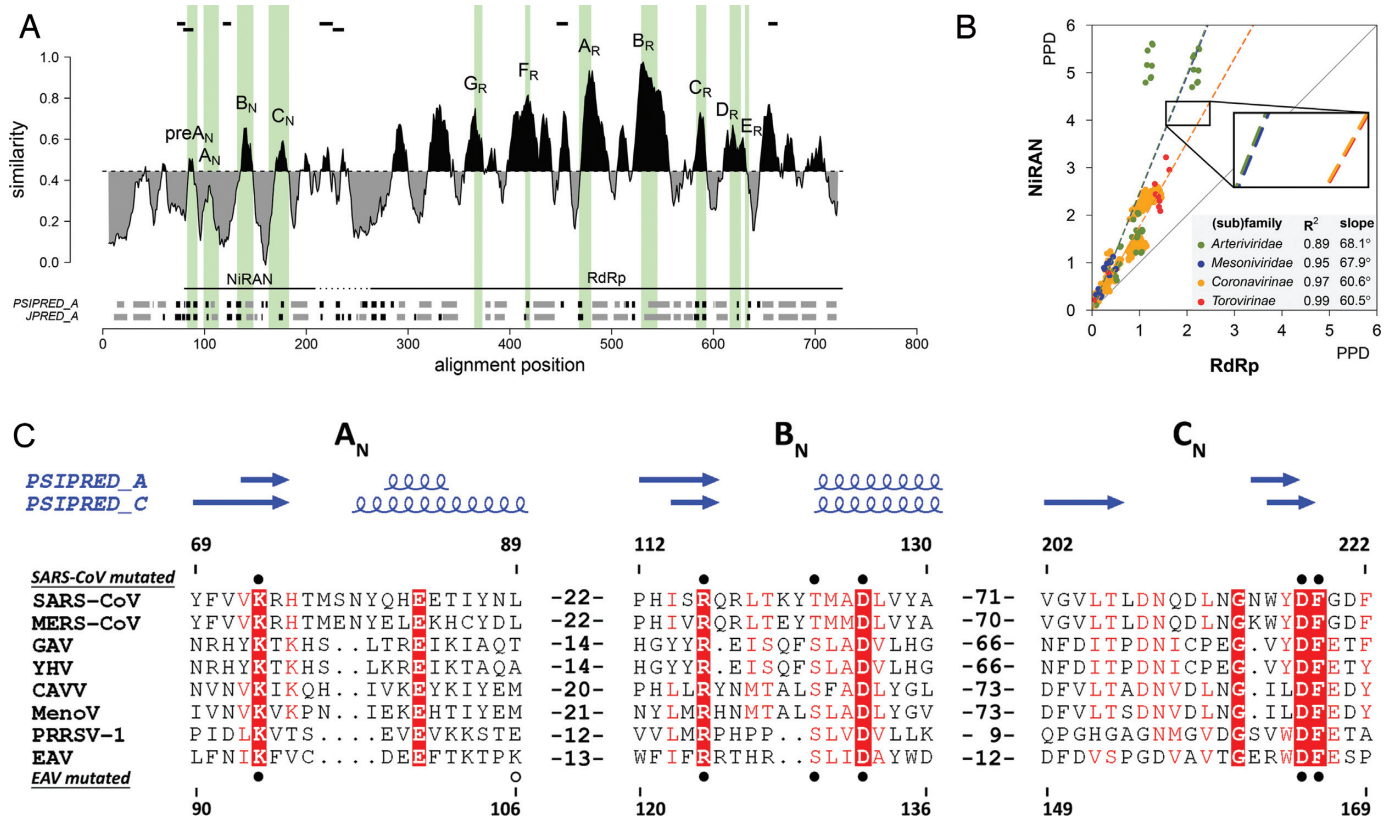 A
similarity
1.0
0.8
0.6
0.4
0.2
0.0
preA_N
A_N
B_N
C_N
G_R
F_R
A_R
B_R
C_R
D_R
E_R
NiRAN
RdRp
PSIPRED_A
JPRED_A
0 100 200 300 400 500 600 700 800
alignment position
B
PPD
NiRAN
6
5
4
3
2
1
0
(sub)family R² slope
Arteriviridae 0.89 68.1°
Mesoniviridae 0.95 67.9°
Coronavirinae 0.97 60.6°
Torovirinae 0.99 60.5°
0 1 2 3 4 5 6
RdRp
PPD
C
A_N B_N C_N
PSIPRED_A
PSIPRED_C
69 89 112 130 202 222
SARS-CoV mutated
SARS-CoV YFVVKRHTMSNYQHEETIYNL -22- PHISRQRLTKYTMADLVYA -71- VGVLTLDNQDLNGNWYDFGDF
MERS-CoV YFVVKRHTMENYELEKHCYDL -22- PHIVRQRLTEYTMMDLVYA -70- VGVLTLDNQDLNGKWYDFGDF
GAV NRHYKTKHS..LTREIKIAQT -14- HGYYR.EISQFSLADVLHG -66- NFDITPDNICPEG.VYDFETF
YHV NRHYKTKHS..LKREIKTAQA -14- HGYYR.EISQFSLADVLHG -66- NFDITPDNICPEG.VYDFETF
CAVV NVNVKIKQH..IVKEYKIYEM -20- PHLLRYNMTALSFADLYGL -73- DFVLTADNVDLNG.ILDFEDY
MenoV IVNVKVKPN..IEKEHTIYEM -21- NYLMRHNMTALSLADLYGV -73- DFVLTSDNVDLNG.ILDFEDY
PRRSV-1 PIDLKVTS....EVEVKKSTE -12- VVLMRPHPP..SLVDVLLK - 9- QPGHGAGNMGVDGSVWDFETA
EAV LFNIKFVC....DEEFTKTPK -13- WFIFRRTHR..SLIDAYWD -12- DFDVSPGDVAVTGERWDFESP
EAV mutated
90 106 120 136 149 169